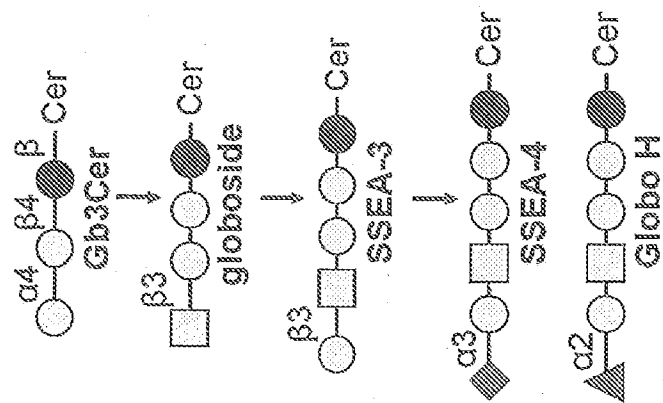 α4 β4 β Cer
Gb3Cer
β3 Cer
globoside
β3 Cer
SSEA-3
α3 Cer
SSEA-4
α2 Cer
Globo H